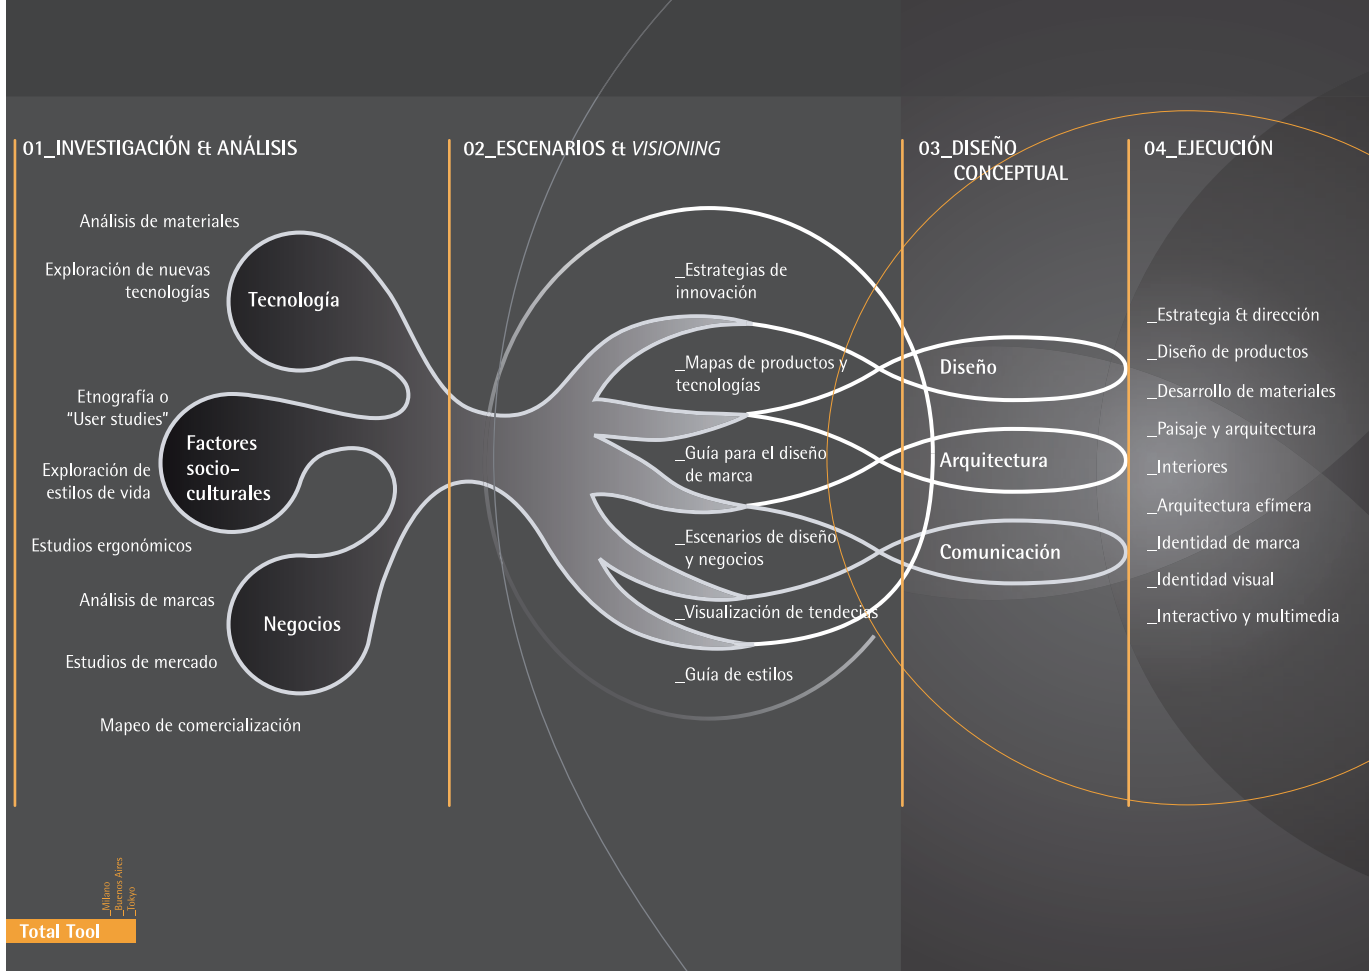 01_INVESTIGACIÓN & ANÁLISIS
Análisis de materiales
Exploración de nuevas
tecnologías
Tecnología
Etnografía o
“User studies”
Factores
socio-
culturales
Exploración de
estilos de vida
Estudios ergonómicos
Análisis de marcas
Negocios
Estudios de mercado
Mapeo de comercialización
02_ESCENARIOS & VISIONING
_Estrategias de
innovación
_Mapas de productos y
tecnologías
_Guía para el diseño
de marca
_Escenarios de diseño
y negocios
_Visualización de tendecias
_Guía de estilos
03_DISEÑO
CONCEPTUAL
Diseño
Arquitectura
Comunicación
04_EJECUCIÓN
_Estrategia & dirección
_Diseño de productos
_Desarrollo de materiales
_Paisaje y arquitectura
_Interiores
_Arquitectura efímera
_Identidad de marca
_Identidad visual
_Interactivo y multimedia
_Milano
_Buenos Aires
_Tokyo
Total Tool